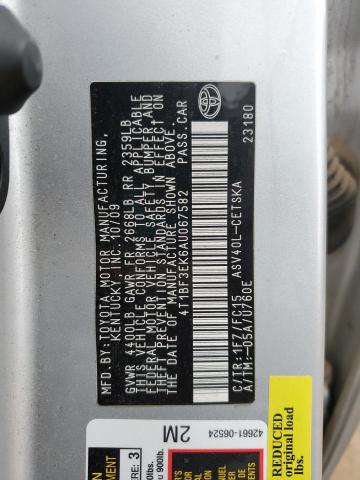 MFD.BY:TOYOTA MOTOR MANUFACTURING,
KENTUCKY, INC. 10/09
GVWR 4400LB GAWR FR 2668LB RR 2359LB
THIS VEHICLE CONFORMS TO ALL APPLICABLE
FEDERAL MOTOR VEHICLE SAFETY, BUMPER, AND
THEFT PREVENTION STANDARDS IN EFFECT ON
THE DATE OF MANUFACTURE SHOWN ABOVE.
4T1BF3EK6AU067582 PASS.CAR
C/TR:1F7/FC15 ASV40L-CETSKA
A/TM:-05A/U760E 23180
TOYOTA
42661-06524
2M
3
REDUCED
original load
lbs.